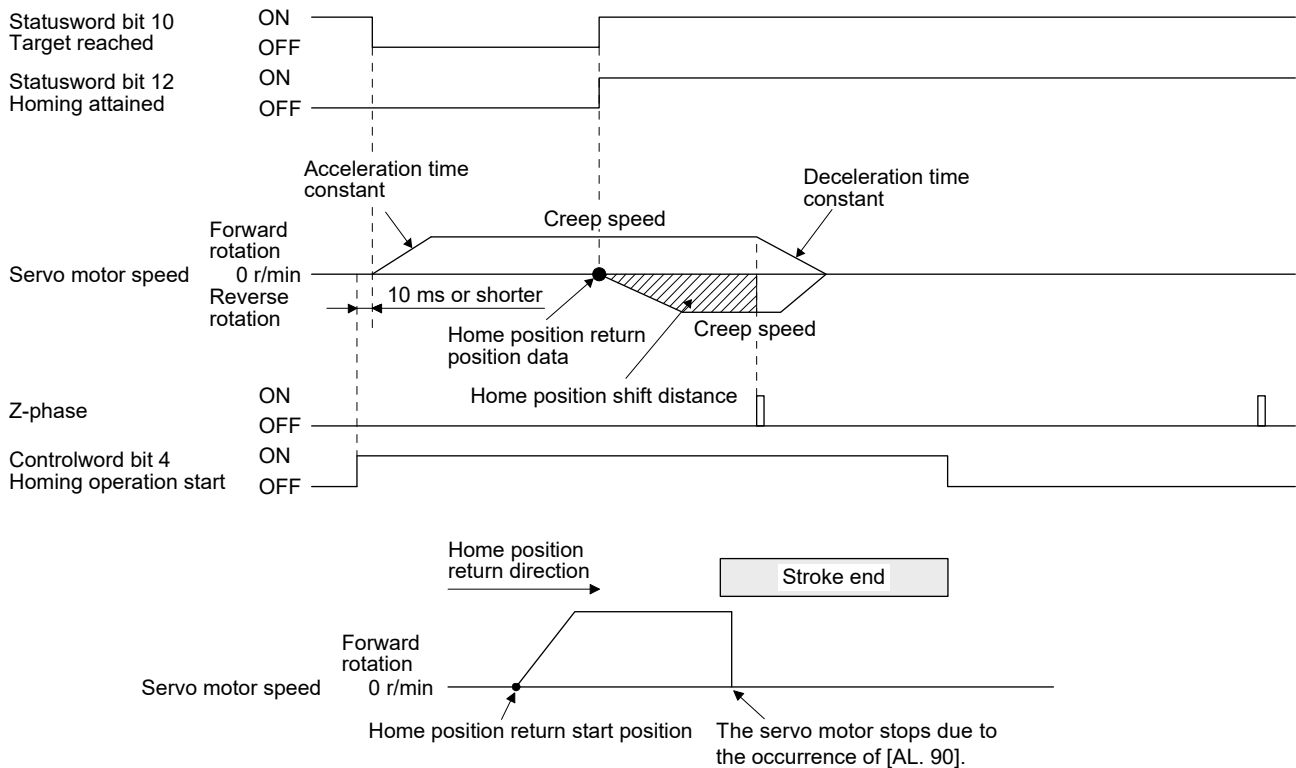 Statusword bit 10
Target reached
ON
OFF
Statusword bit 12
Homing attained
ON
OFF
Acceleration time
constant
Deceleration time
constant
Creep speed
Forward
rotation
Servo motor speed
0 r/min
Reverse
rotation
10 ms or shorter
Home position return
position data
Creep speed
Home position shift distance
Z-phase
ON
OFF
Controlword bit 4
Homing operation start
ON
OFF
Home position
return direction
Stroke end
Forward
rotation
Servo motor speed
0 r/min
Home position return start position
The servo motor stops due to
the occurrence of [AL. 90].